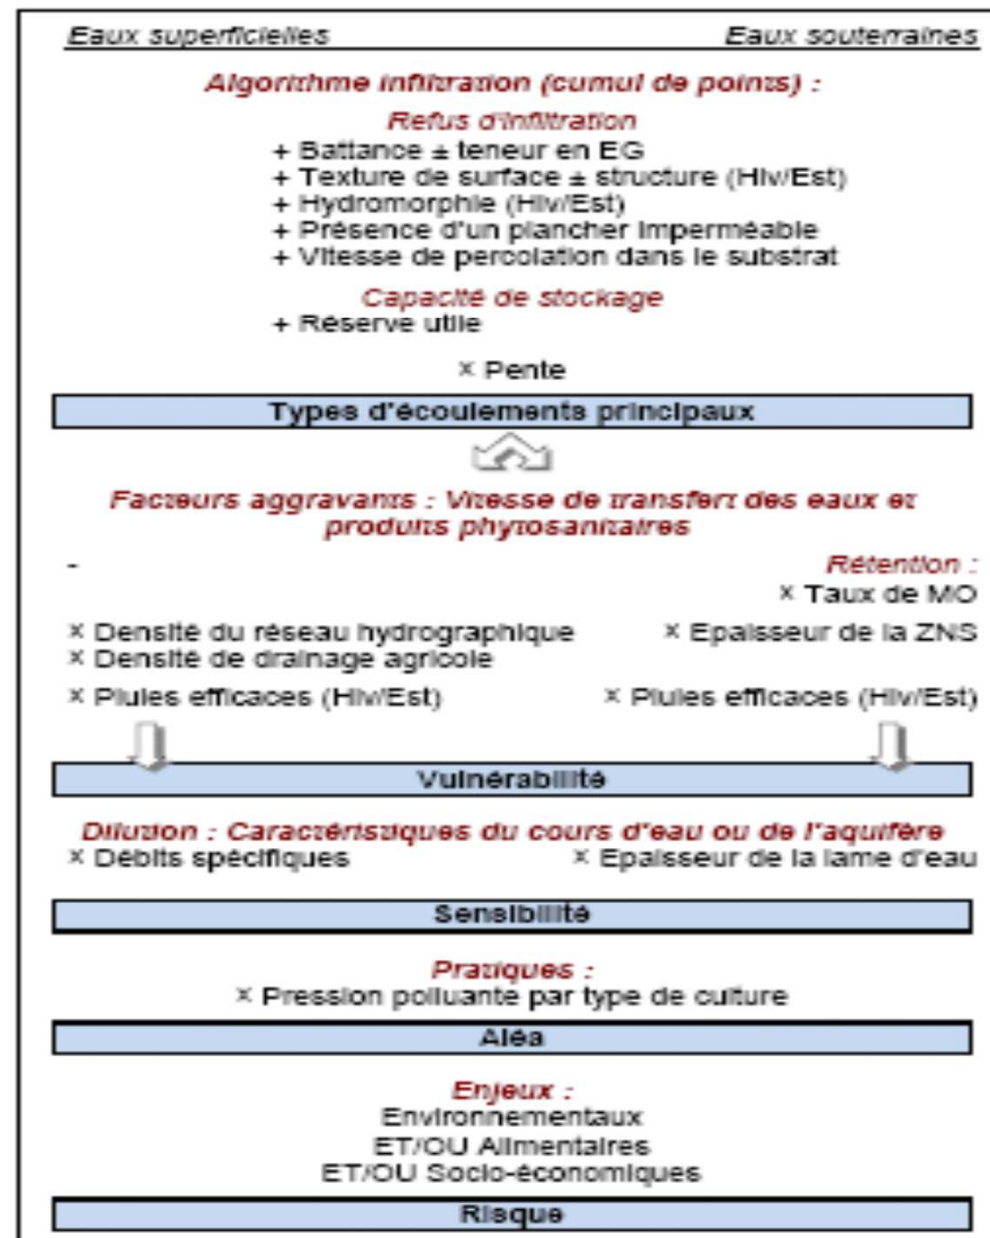 Eaux superficielles Eaux souterraines
Algorithme infiltration (cumul de points) :
Refus d'infiltration
+ Battance ± teneur en EG
+ Texture de surface ± structure (Hiv/Est)
+ Hydromorphie (Hiv/Est)
+ Présence d'un plancher imperméable
+ Vitesse de percolation dans le substrat
Capacité de stockage
+ Réserve utile
× Pente
Types d'écoulements principaux
Facteurs aggravants : Vitesse de transfert des eaux et
produits phytosanitaires
- Rétention :
× Taux de MO
× Densité du réseau hydrographique × Epaisseur de la ZNS
× Densité de drainage agricole
× Pluies efficaces (Hiv/Est) × Pluies efficaces (Hiv/Est)
Vulnérabilité
Dilution : Caractéristiques du cours d'eau ou de l'aquifère
× Débits spécifiques × Epaisseur de la lame d'eau
Sensibilité
Pratiques :
× Pression polluante par type de culture
Aléa
Enjeux :
Environnementaux
ET/OU Alimentaires
ET/OU Socio-économiques
Risque